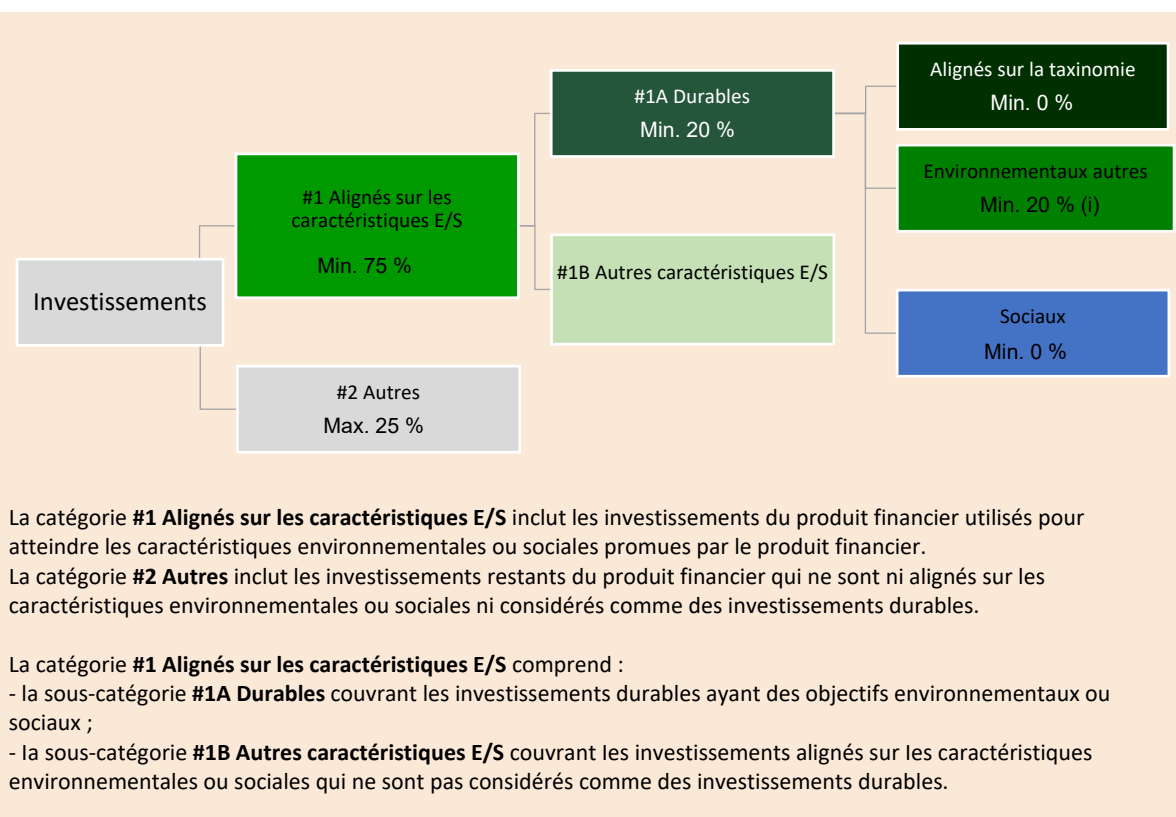 Investissements
#1 Alignés sur les
caractéristiques E/S
Min. 75 %
#2 Autres
Max. 25 %
#1A Durables
Min. 20 %
#1B Autres caractéristiques E/S
Alignés sur la taxinomie
Min. 0 %
Environnementaux autres
Min. 20 % (i)
Sociaux
Min. 0 %
La catégorie #1 Alignés sur les caractéristiques E/S inclut les investissements du produit financier utilisés pour
atteindre les caractéristiques environnementales ou sociales promues par le produit financier.
La catégorie #2 Autres inclut les investissements restants du produit financier qui ne sont ni alignés sur les
caractéristiques environnementales ou sociales ni considérés comme des investissements durables.
La catégorie #1 Alignés sur les caractéristiques E/S comprend :
- la sous-catégorie #1A Durables couvrant les investissements durables ayant des objectifs environnementaux ou
sociaux ;
- la sous-catégorie #1B Autres caractéristiques E/S couvrant les investissements alignés sur les caractéristiques
environnementales ou sociales qui ne sont pas considérés comme des investissements durables.